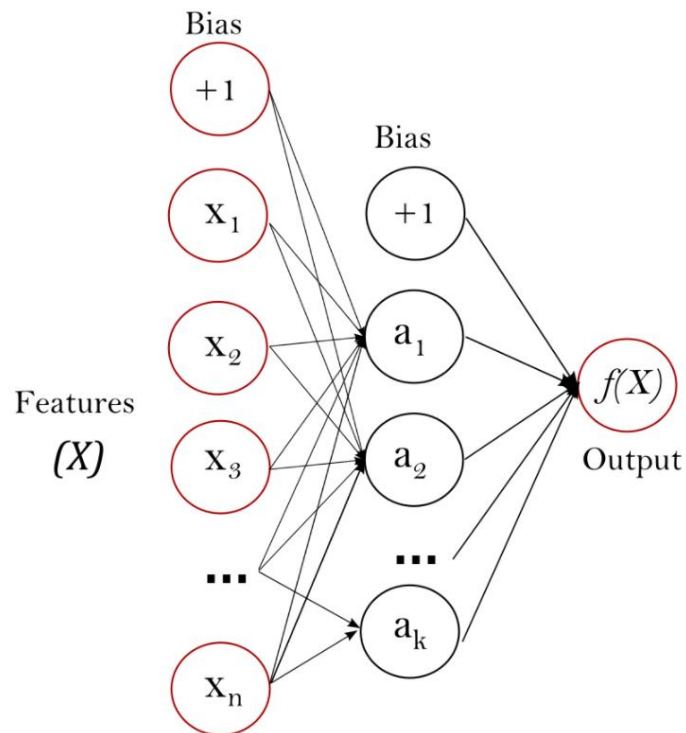 Bias
+1
Bias
x₁
+1
x₂
a₁
f(X)
Features
(X)
x₃
a₂
Output
...
...
aₖ
xₙ